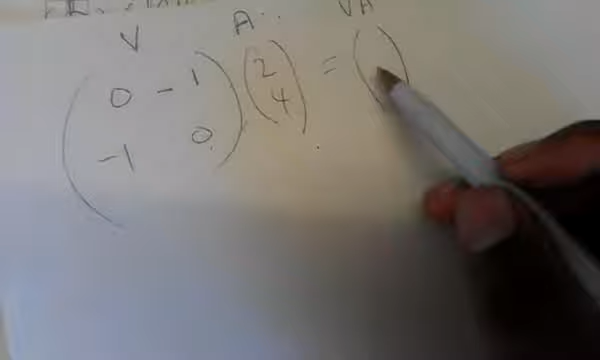 V A VA
( 0 -1 ) ( 2 ) = ( )
( -1 0 ) ( 4 )